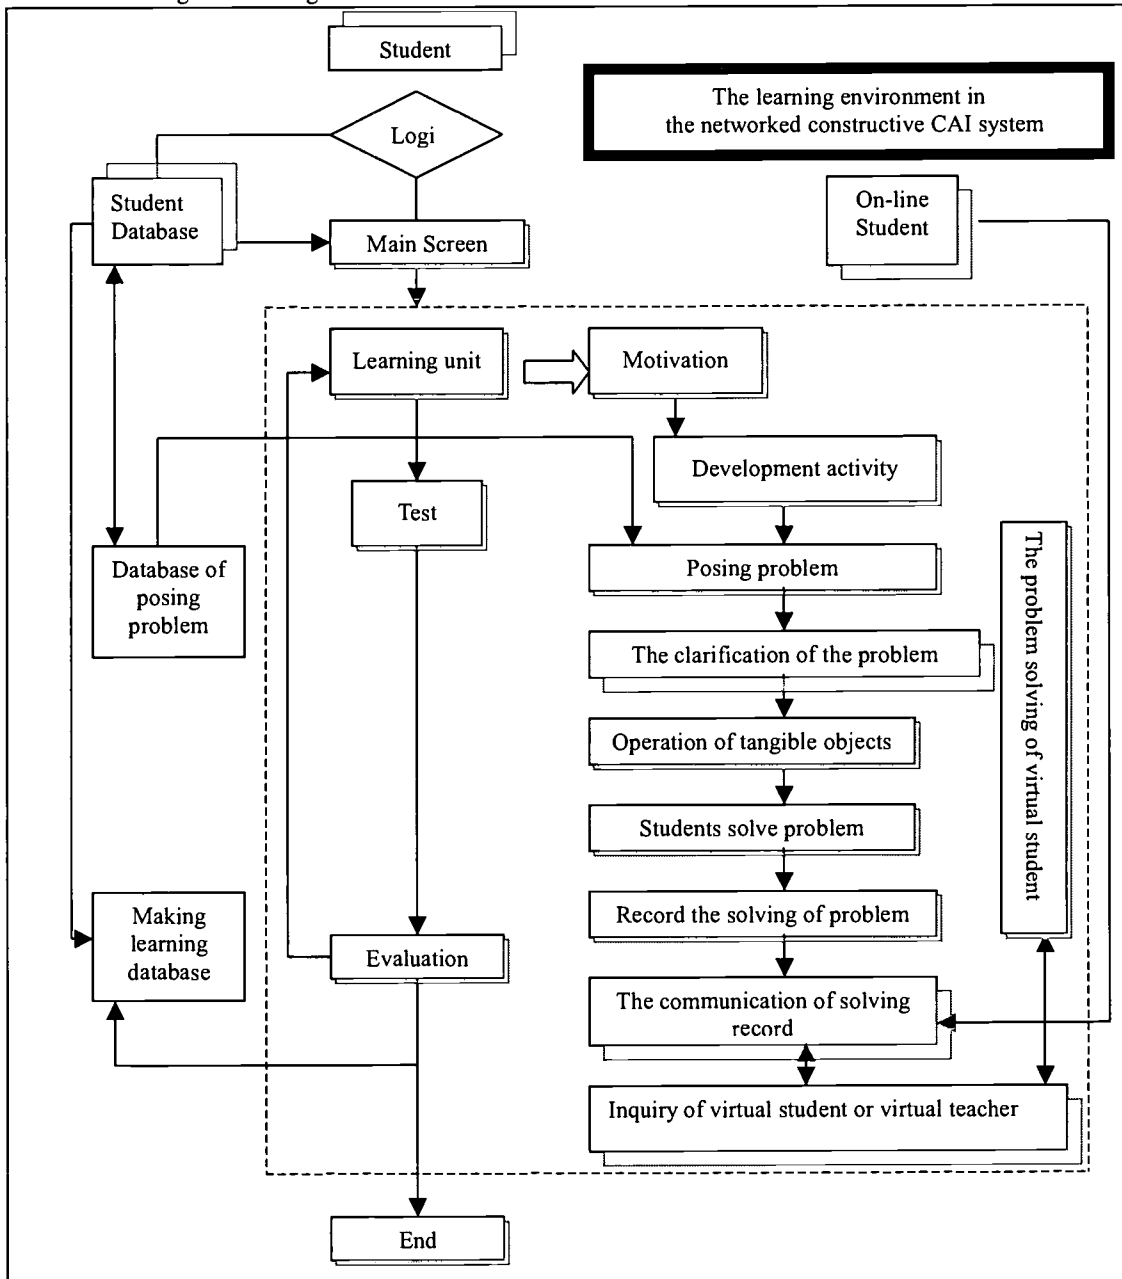 Student
The learning environment in
the networked constructive CAI system
Logi
Student
Database
On-line
Student
Main Screen
Learning unit
Motivation
Development activity
Test
Database of
posing
problem
Posing problem
The clarification of the problem
Operation of tangible objects
Students solve problem
The problem solving of virtual student
Record the solving of problem
Making
learning
database
Evaluation
The communication of solving
record
Inquiry of virtual student or virtual teacher
End